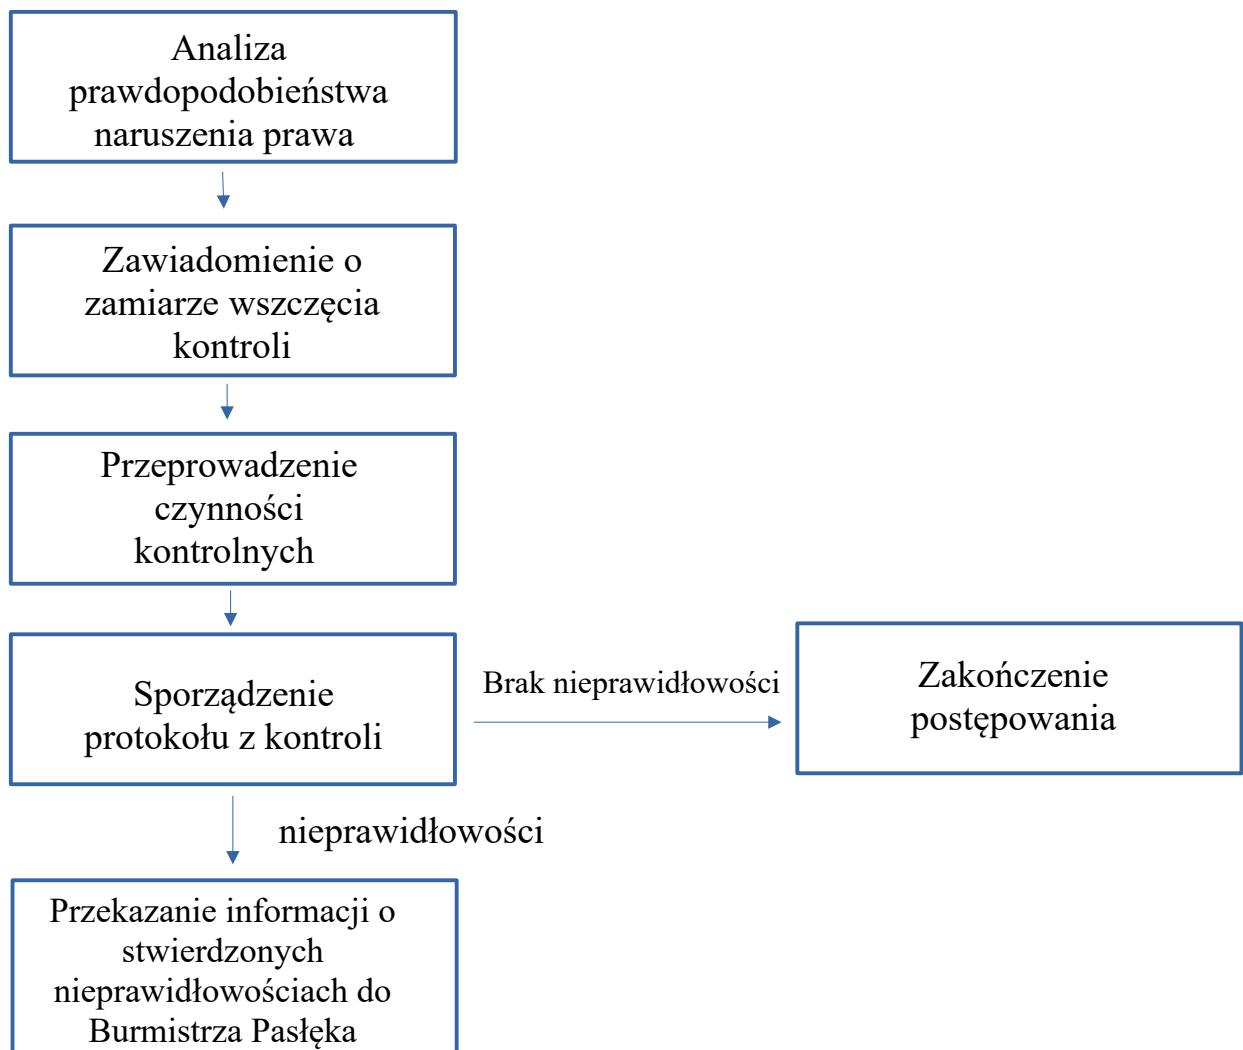 Analiza
prawdopodobieństwa
naruszenia prawa
Zawiadomienie o
zamiarze wszczęcia
kontroli
Przeprowadzenie
czynności
kontrolnych
Sporządzenie
protokołu z kontroli
Brak nieprawidłowości
Zakończenie
postępowania
nieprawidłowości
Przekazanie informacji o
stwierdzonych
nieprawidłowościach do
Burmistrza Pasłęka